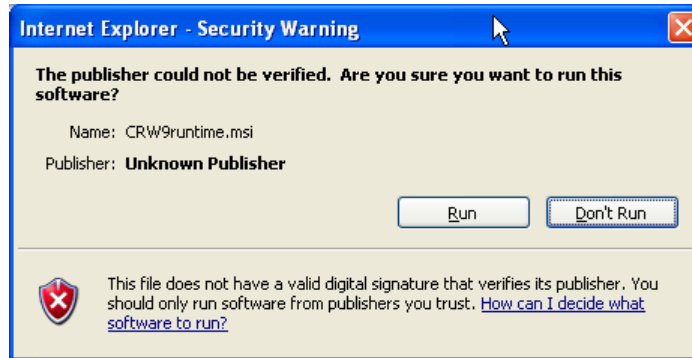 Internet Explorer - Security Warning
The publisher could not be verified.  Are you sure you want to run this
software?
Name: CRW9runtime.msi
Publisher: Unknown Publisher
Run Don't Run
This file does not have a valid digital signature that verifies its publisher. You
should only run software from publishers you trust. How can I decide what
software to run?